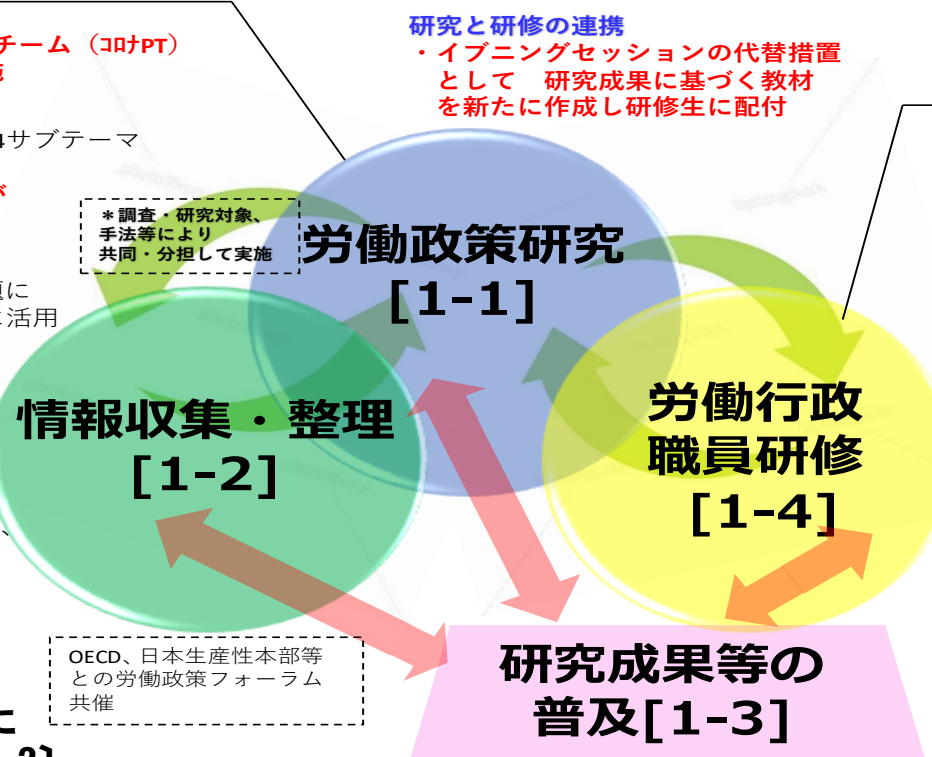 研究と研修の連携
・イブニングセッションの代替措置
として 研究成果に基づく教材
を新たに作成し研修生に配付
チーム（コロナPT）
サブテーマ
が
＊調査・研究対象、
手法等により
共同・分担して実施
に
活用
労働政策研究
[1-1]
情報収集・整理
[1-2]
労働行政
職員研修
[1-4]
、
OECD、日本生産性本部等
との労働政策フォーラム
共催
研究成果等の
普及[1-3]
に